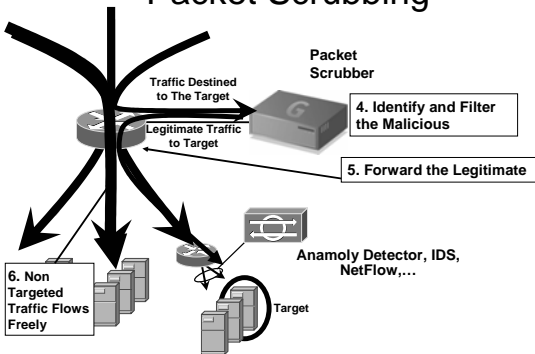 Packet Scrubbing
Packet
Scrubber
Traffic Destined
to The Target
G
4. Identify and Filter
the Malicious
Legitimate Traffic
to Target
5. Forward the Legitimate
Anamoly Detector, IDS,
NetFlow,...
6. Non
Targeted
Traffic Flows
Freely
Target